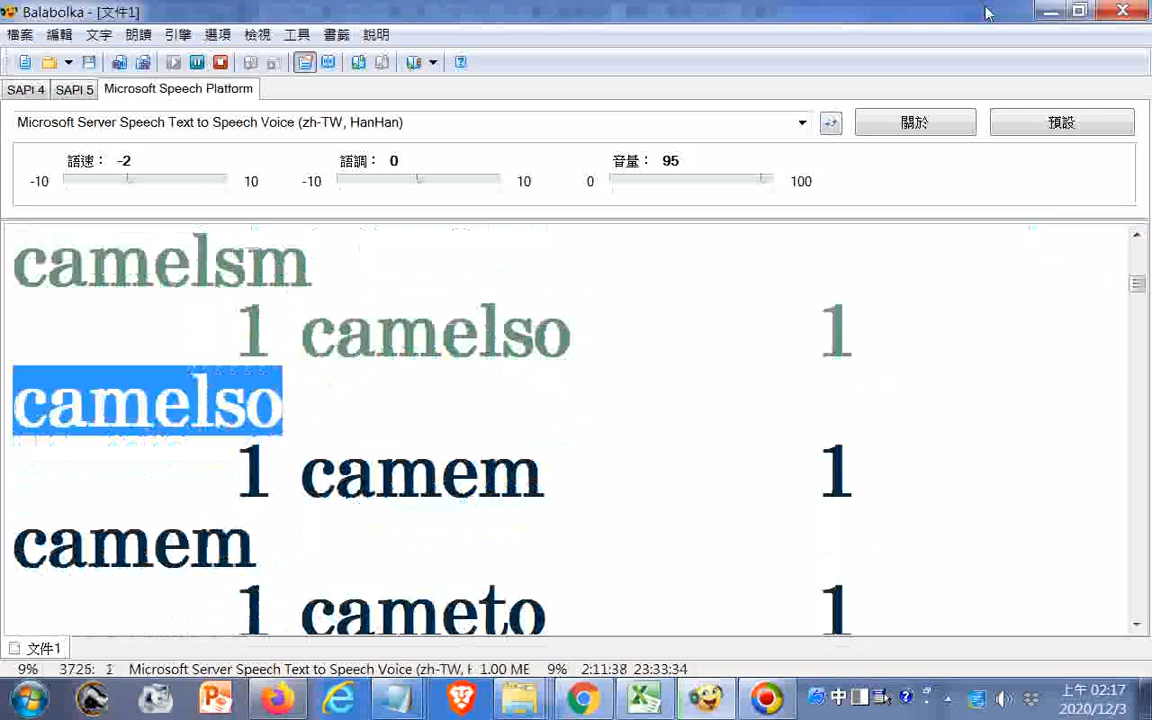 Balabolka - [文件1]
檔案 編輯 文字 朗讀 引擎 選項 檢視 工具 書籤 說明
SAPI 4 SAPI 5 Microsoft Speech Platform
Microsoft Server Speech Text to Speech Voice (zh-TW, HanHan) 關於 預設
語速： -2 語調： 0 音量： 95
-10 10 -10 10 0 100
camelsm
1 camelso 1
camelso
1 camem 1
camem
1 cameto 1
文件1
9% 3725: Microsoft Server Speech Text to Speech Voice (zh-TW, 1.00 ME 9% 2:11:38 23:33:34
中 上午 02:17
2020/12/3